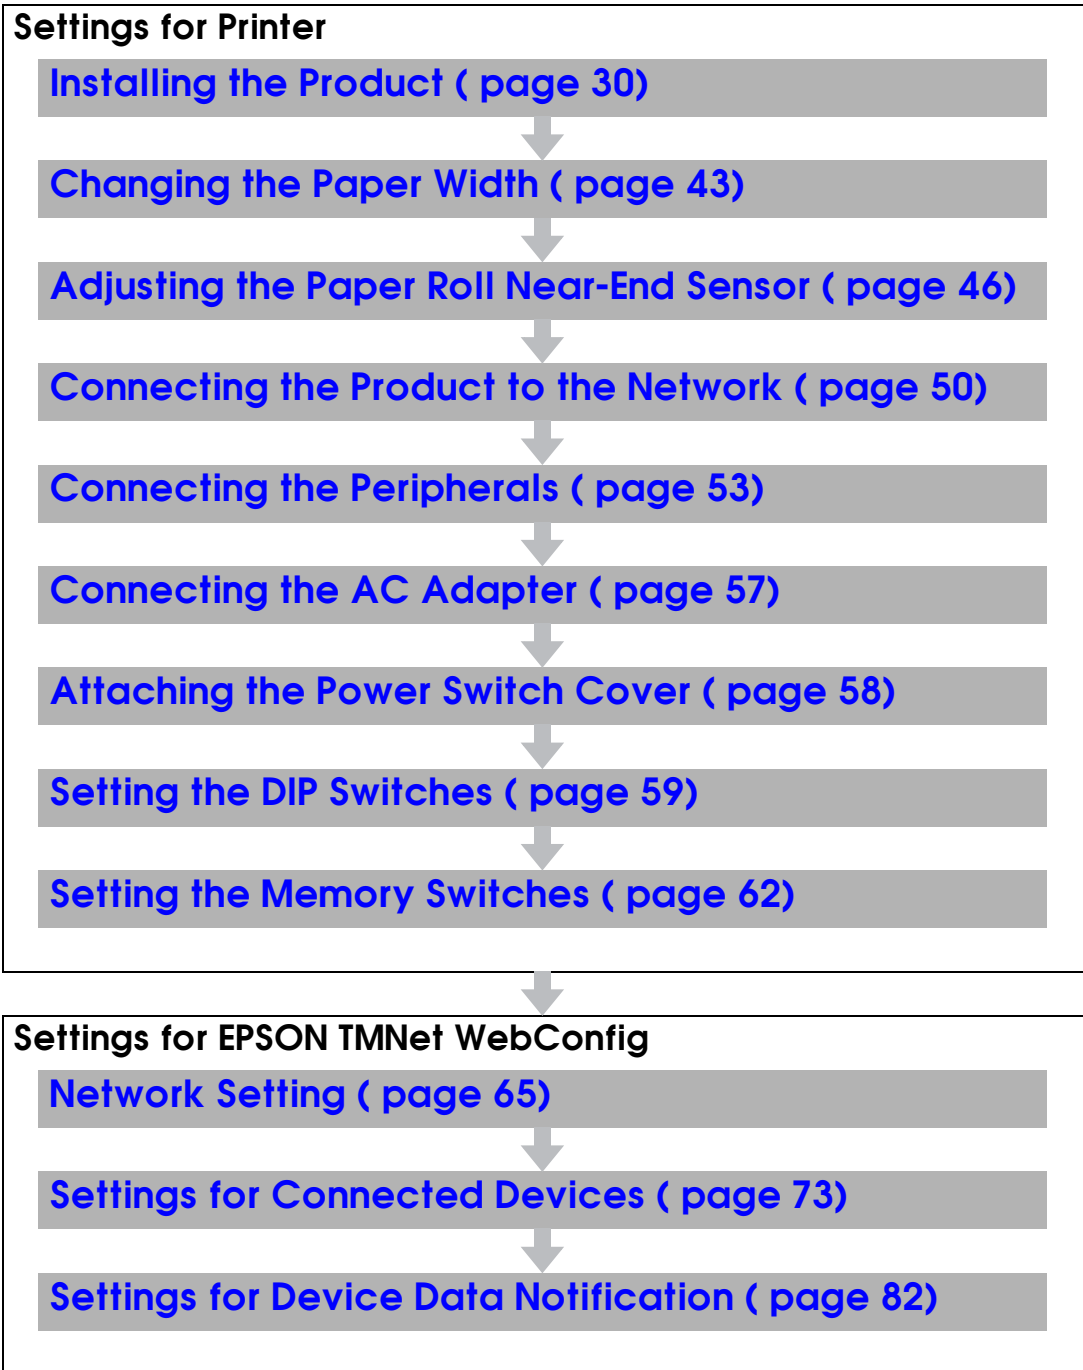 Settings for Printer
Installing the Product ( page 30)
Changing the Paper Width ( page 43)
Adjusting the Paper Roll Near-End Sensor ( page 46)
Connecting the Product to the Network ( page 50)
Connecting the Peripherals ( page 53)
Connecting the AC Adapter ( page 57)
Attaching the Power Switch Cover ( page 58)
Setting the DIP Switches ( page 59)
Setting the Memory Switches ( page 62)
Settings for EPSON TMNet WebConfig
Network Setting ( page 65)
Settings for Connected Devices ( page 73)
Settings for Device Data Notification ( page 82)